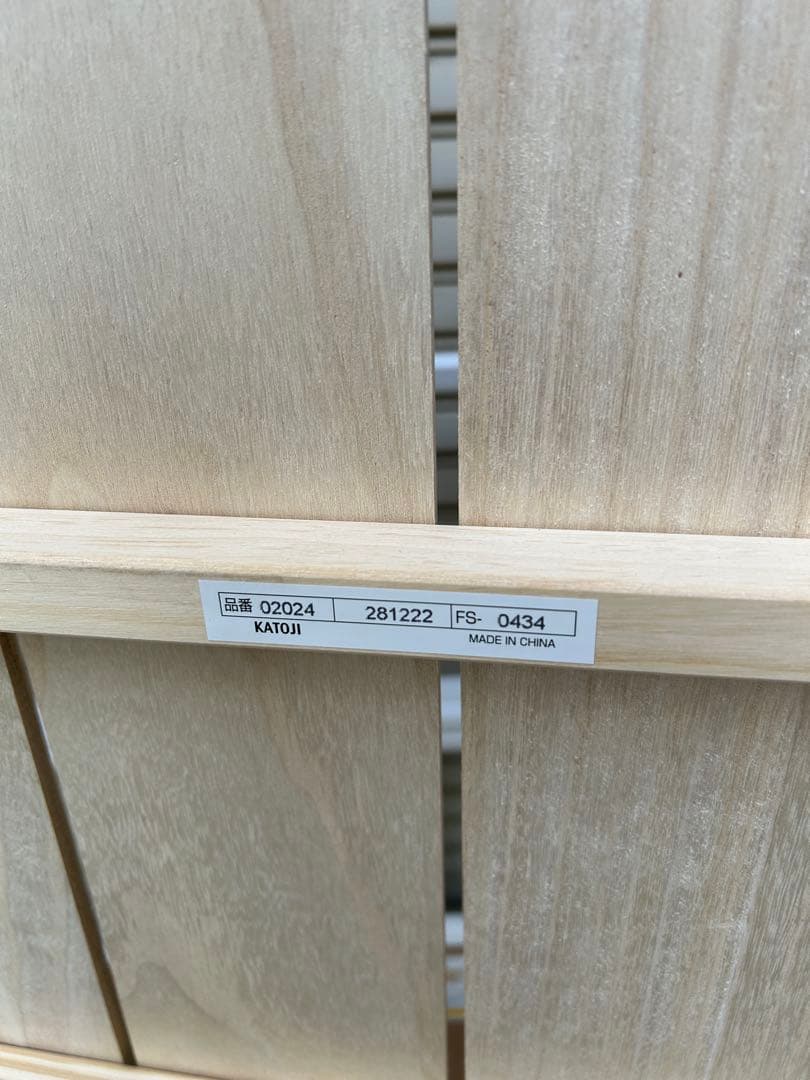 品番 02024 281222 FS- 0434
KATOJI MADE IN CHINA